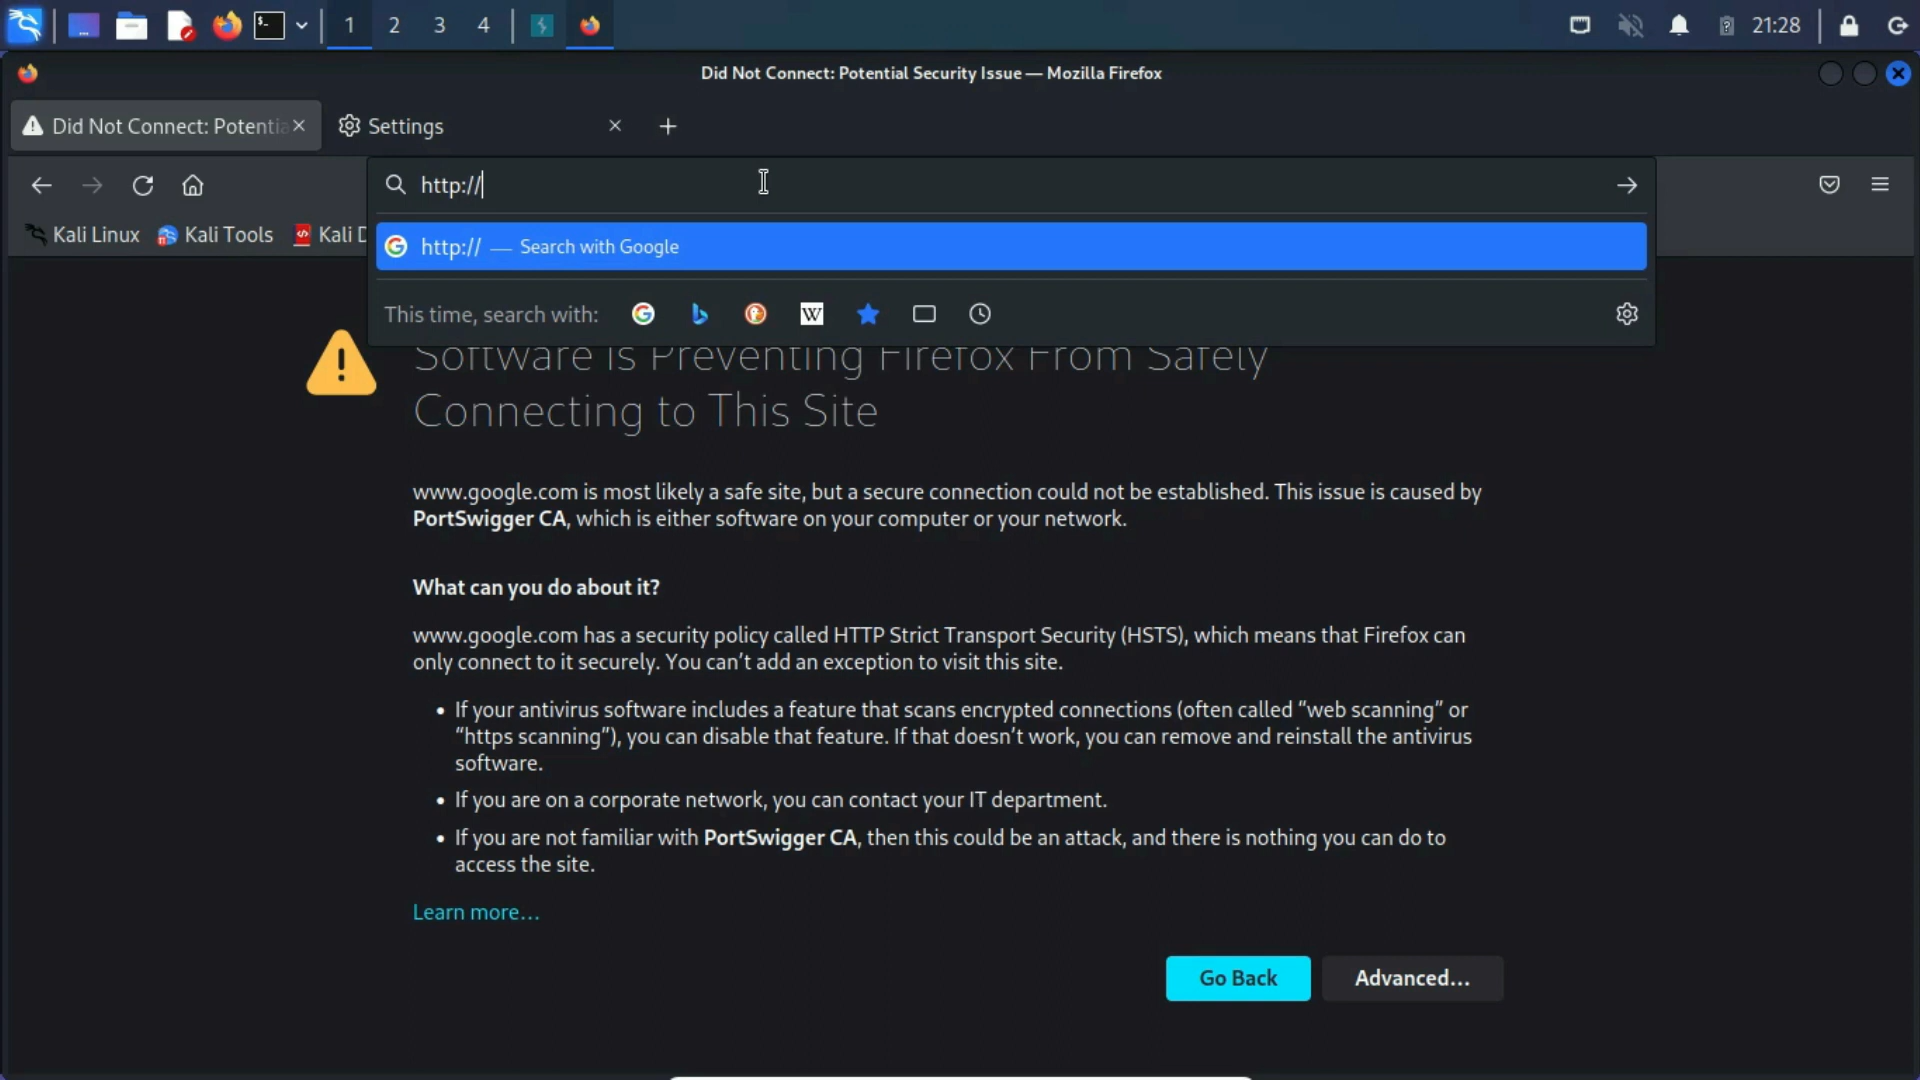 1 2 3 4 21:28
Did Not Connect: Potential Security Issue — Mozilla Firefox
Did Not Connect: Potentia Settings
http://
Kali Linux Kali Tools Kali D
http:// — Search with Google
This time, search with:
Software is Preventing Firefox From Safely
Connecting to This Site
www.google.com is most likely a safe site, but a secure connection could not be established. This issue is caused by
PortSwigger CA, which is either software on your computer or your network.
What can you do about it?
www.google.com has a security policy called HTTP Strict Transport Security (HSTS), which means that Firefox can
only connect to it securely. You can’t add an exception to visit this site.
• If your antivirus software includes a feature that scans encrypted connections (often called “web scanning” or
“https scanning”), you can disable that feature. If that doesn’t work, you can remove and reinstall the antivirus
software.
• If you are on a corporate network, you can contact your IT department.
• If you are not familiar with PortSwigger CA, then this could be an attack, and there is nothing you can do to
access the site.
Learn more…
Go Back Advanced…